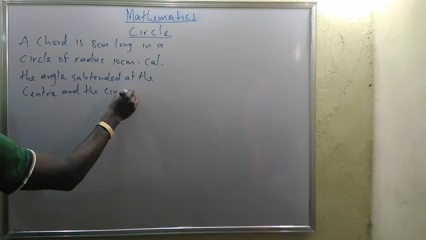 Mathematics
Circle
A Chord is 8cm long in a
Circle of radius 10cm. Cal.
the angle subtended at the
Centre and the cir